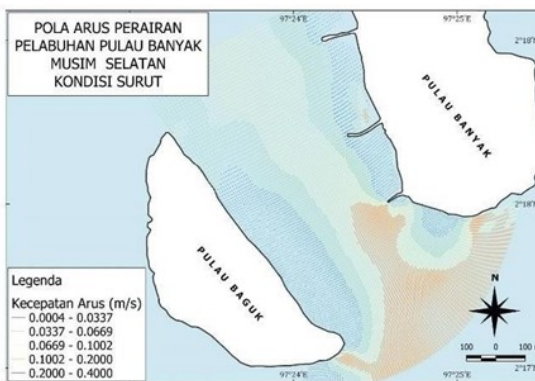 POLA ARUS PERAIRAN
PELABUHAN PULAU BANYAK
MUSIM SELATAN
KONDISI SURUT
97°24'E
97°25'E
2°18'
PULAU BANYAK
2°18'
PULAU BAGUK
Legenda
Kecepatan Arus (m/s)
0.0004 - 0.0337
0.0337 - 0.0669
0.0669 - 0.1002
0.1002 - 0.2000
0.2000 - 0.4000
N
100 0 100
97°24'E
97°25'E
2°17'